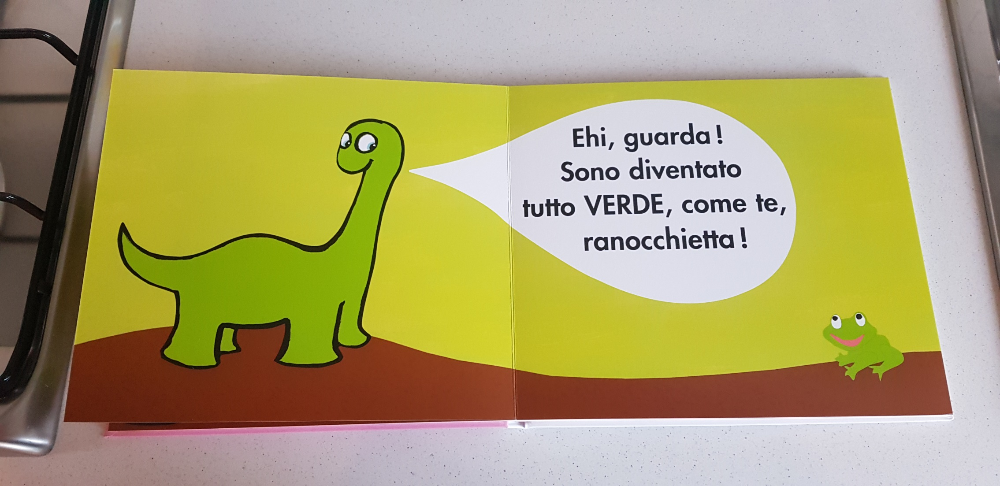 Ehi, guarda!
Sono diventato
tutto VERDE, come te,
ranocchietta!